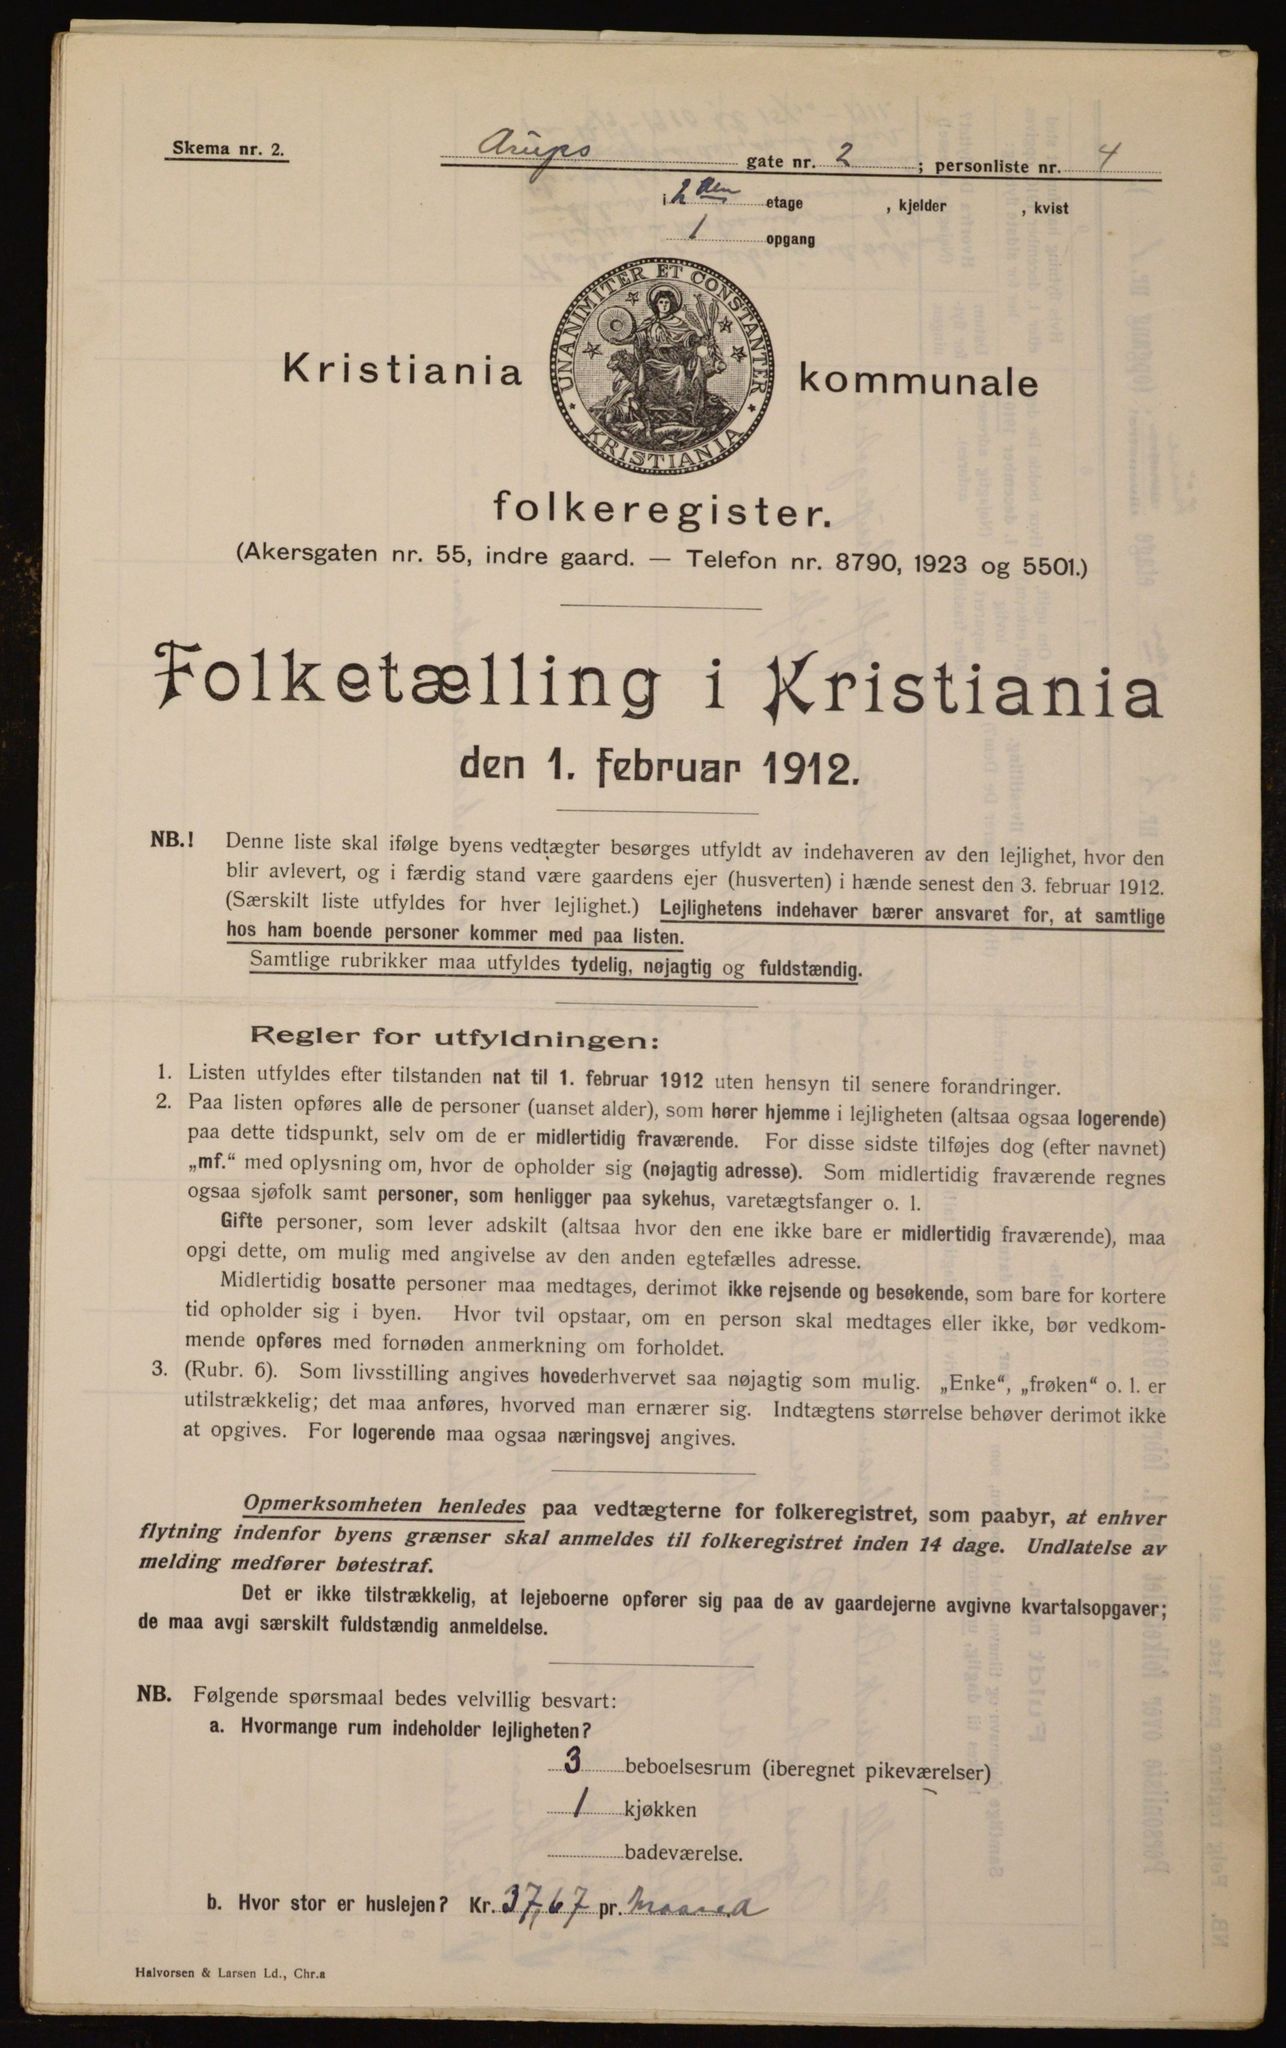 Skema nr. 2.
Arups gate nr. 2 ; personliste nr. 4
i 2den etage , kjelder , kvist
1 opgang
UNANIMITER ET CONSTANTER
KRISTIANIA
Kristiania kommunale
folkeregister.
(Akersgaten nr. 55, indre gaard. — Telefon nr. 8790, 1923 og 5501.)
Folketælling i Kristiania
den 1. februar 1912.
NB.! Denne liste skal ifølge byens vedtægter besørges utfyldt av indehaveren av den lejlighet, hvor den
blir avlevert, og i færdig stand være gaardens ejer (husverten) i hænde senest den 3. februar 1912.
(Særskilt liste utfyldes for hver lejlighet.) Lejlighetens indehaver bærer ansvaret for, at samtlige
hos ham boende personer kommer med paa listen.
Samtlige rubrikker maa utfyldes tydelig, nøjagtig og fuldstændig.
Regler for utfyldningen:
1. Listen utfyldes efter tilstanden nat til 1. februar 1912 uten hensyn til senere forandringer.
2. Paa listen opføres alle de personer (uanset alder), som hører hjemme i lejligheten (altsaa ogsaa logerende)
paa dette tidspunkt, selv om de er midlertidig fraværende. For disse sidste tilføjes dog (efter navnet)
„mf.“ med oplysning om, hvor de opholder sig (nøjagtig adresse). Som midlertidig fraværende regnes
ogsaa sjøfolk samt personer, som henligger paa sykehus, varetægtsfanger o. l.
Gifte personer, som lever adskilt (altsaa hvor den ene ikke bare er midlertidig fraværende), maa
opgi dette, om mulig med angivelse av den anden egtefælles adresse.
Midlertidig bosatte personer maa medtages, derimot ikke rejsende og besøkende, som bare for kortere
tid opholder sig i byen. Hvor tvil opstaar, om en person skal medtages eller ikke, bør vedkom-
mende opføres med fornøden anmerkning om forholdet.
3. (Rubr. 6). Som livsstilling angives hovederhvervet saa nøjagtig som mulig. „Enke“, „frøken“ o. l. er
utilstrækkelig; det maa anføres, hvorved man ernærer sig. Indtægtens størrelse behøver derimot ikke
at opgives. For logerende maa ogsaa næringsvej angives.
Opmerksomheten henledes paa vedtægterne for folkeregistret, som paabyr, at enhver
flytning indenfor byens grænser skal anmeldes til folkeregistret inden 14 dage. Undlatelse av
melding medfører bøtestraf.
Det er ikke tilstrækkelig, at lejeboerne opfører sig paa de av gaardejerne avgivne kvartalsopgaver;
de maa avgi særskilt fuldstændig anmeldelse.
NB. Følgende spørsmaal bedes velvillig besvart:
a. Hvormange rum indeholder lejligheten?
3 beboelsesrum (iberegnet pikeværelser)
1 kjøkken
badeværelse.
b. Hvor stor er huslejen? Kr. 37,67 pr. Maaned
Halvorsen & Larsen Ld., Chr.a